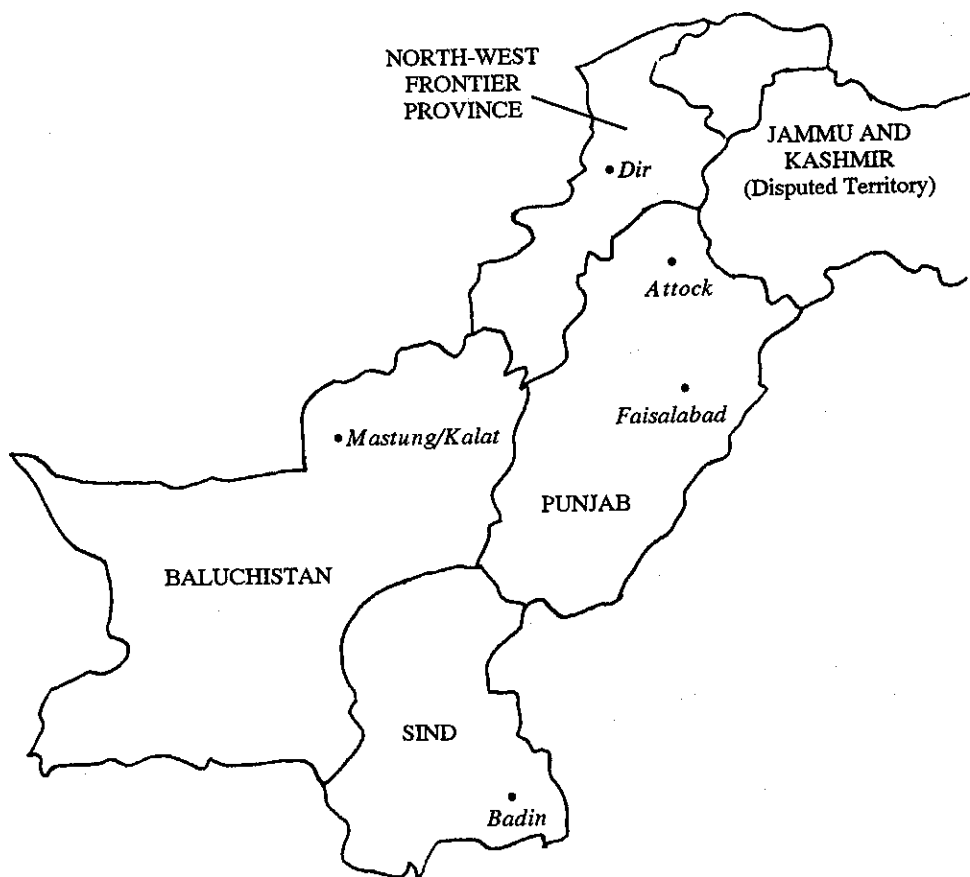 NORTH-WEST
FRONTIER
PROVINCE
JAMMU AND
KASHMIR
(Disputed Territory)
Dir
Attock
Faisalabad
Mastung/Kalat
PUNJAB
BALUCHISTAN
SIND
Badin